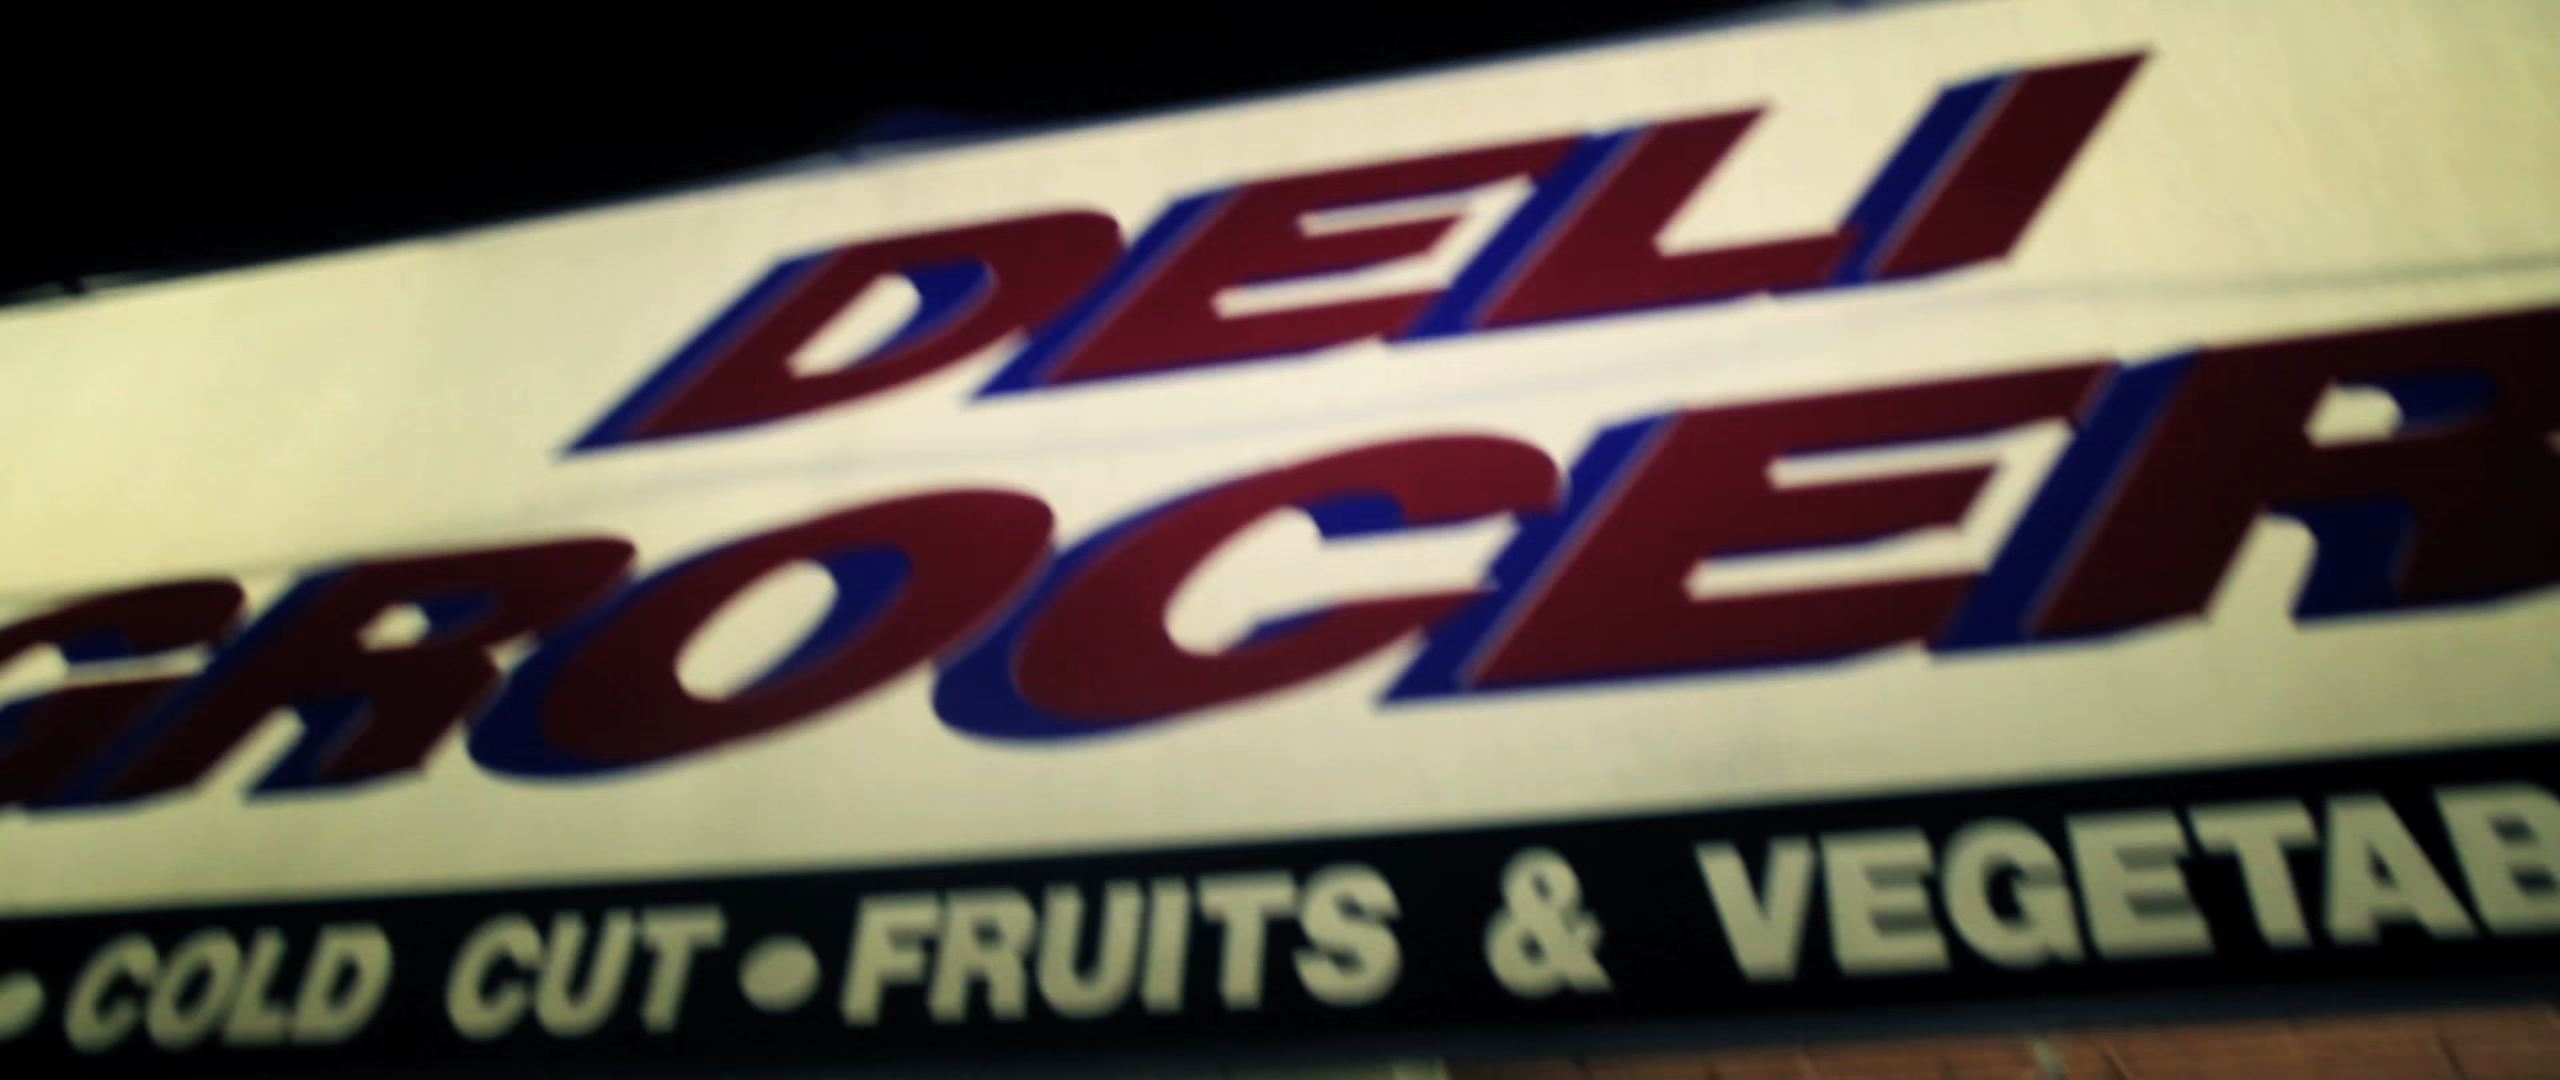 DELI
GROCER
• COLD CUT • FRUITS & VEGETAB